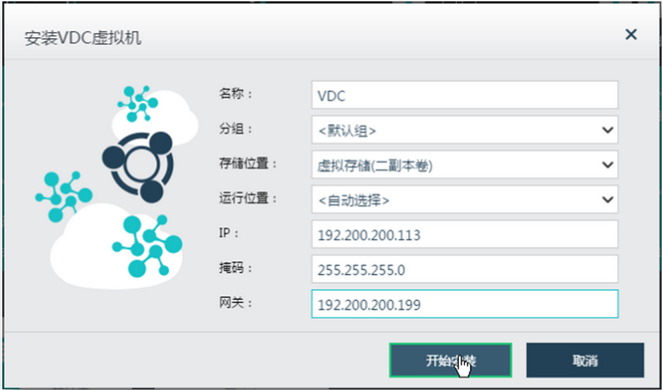 安装VDC虚拟机
名称： VDC
分组： <默认组>
存储位置： 虚拟存储(二副本卷)
运行位置： <自动选择>
IP： 192.200.200.113
掩码： 255.255.255.0
网关： 192.200.200.199
开始安装 取消